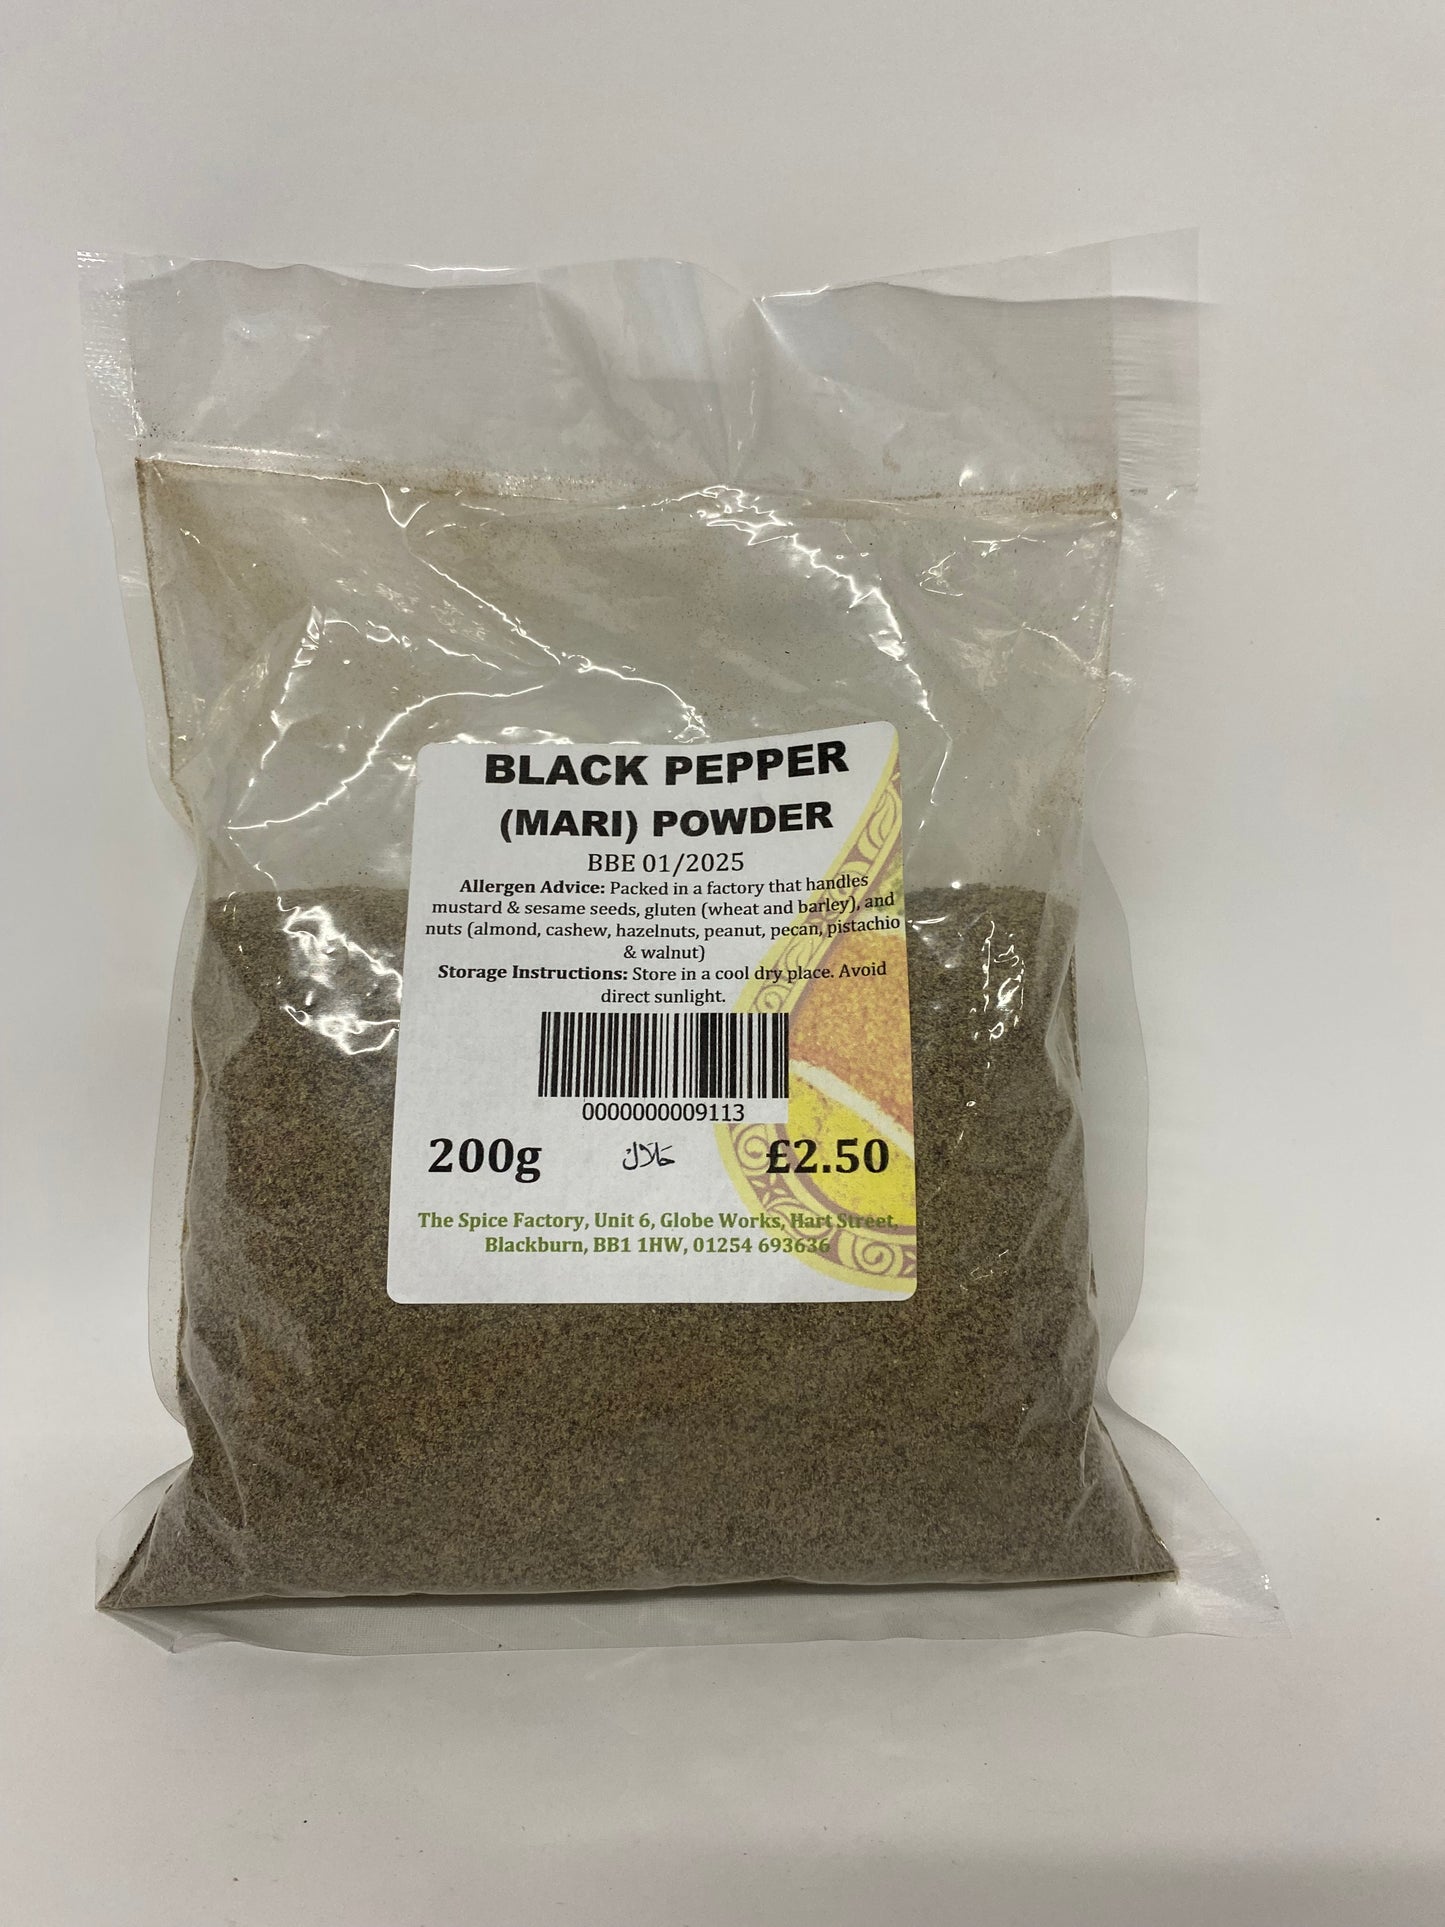 BLACK PEPPER
(MARI) POWDER
BBE 01/2025
Allergen Advice: Packed in a factory that handles
mustard & sesame seeds, gluten (wheat and barley), and
nuts (almond, cashew, hazelnuts, peanut, pecan, pistachio
& walnut)
Storage Instructions: Store in a cool dry place. Avoid
direct sunlight.
0000000009113
200g حلال £2.50
The Spice Factory, Unit 6, Globe Works, Hart Street,
Blackburn, BB1 1HW, 01254 693636